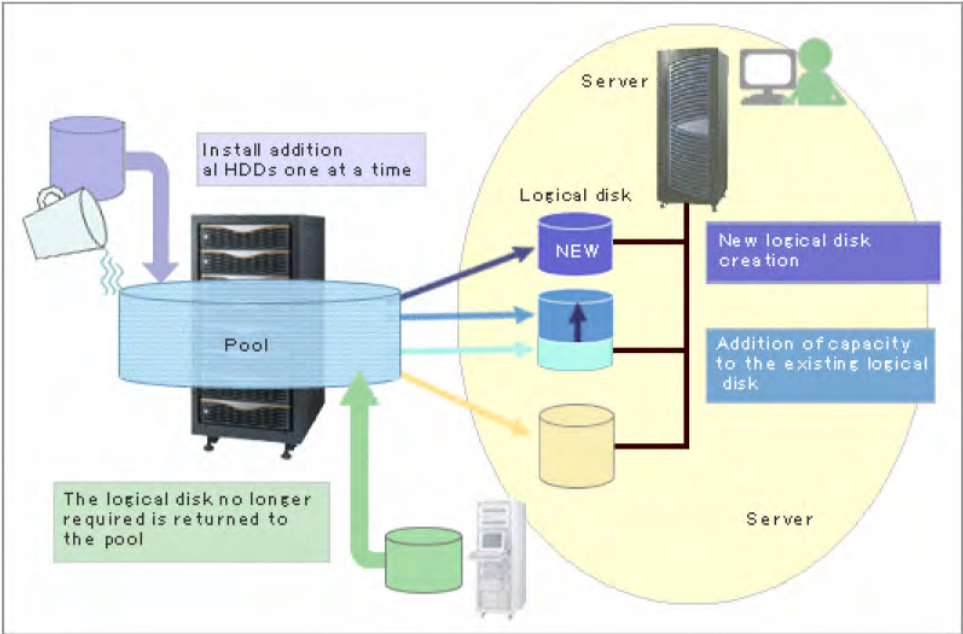 Server
Install addition
al HDDs one at a time
Logical disk
NEW
New logical disk
creation
Pool
Addition of capacity
to the existing logical
disk
The logical disk no longer
required is returned to
the pool
Server